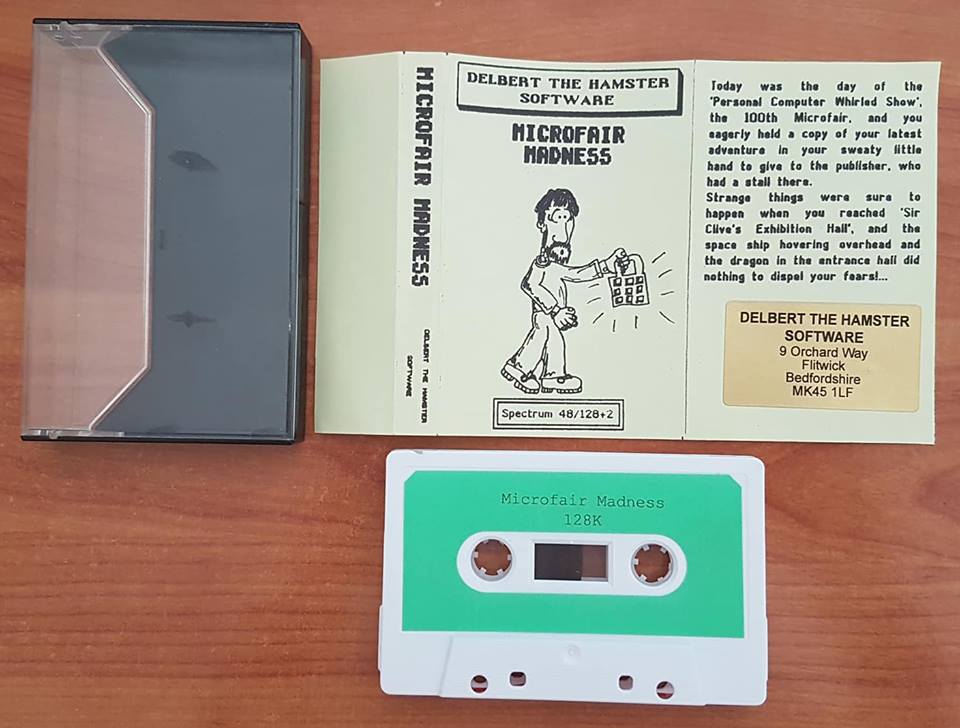 MICROFAIR MADNESS
DELBERT THE HAMSTER
SOFTWARE
DELBERT THE HAMSTER
SOFTWARE
MICROFAIR
MADNESS
Spectrum 48/128+2
Today was the day of the
'Personal Computer Whirled Show',
the 100th Microfair, and you
eagerly held a copy of your latest
adventure in your sweaty little
hand to give to the publisher, who
had a stall there.
Strange things were sure to
happen when you reached 'Sir
Clive's Exhibition Hall', and the
space ship hovering overhead and
the dragon in the entrance hall did
nothing to dispel your fears!...
DELBERT THE HAMSTER
SOFTWARE
9 Orchard Way
Flitwick
Bedfordshire
MK45 1LF
Microfair Madness
128K